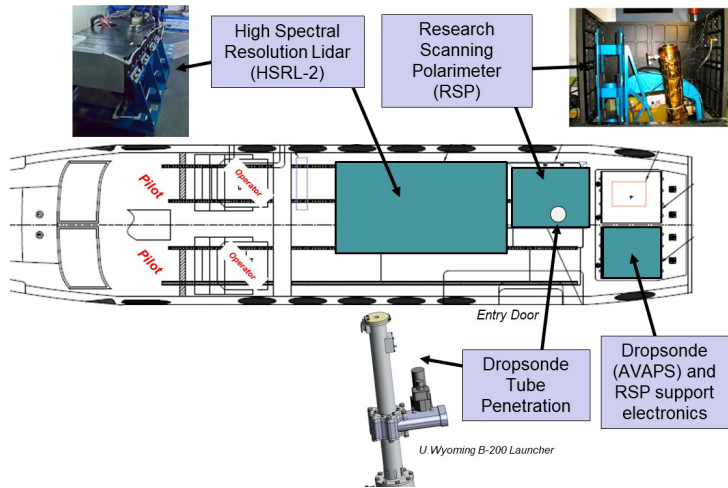 High Spectral
Resolution Lidar
(HSRL-2)
Research
Scanning
Polarimeter
(RSP)
Pilot
Operator
Pilot
Operator
Entry Door
Dropsonde
Tube
Penetration
Dropsonde
(AVAPS) and
RSP support
electronics
U.Wyoming B-200 Launcher